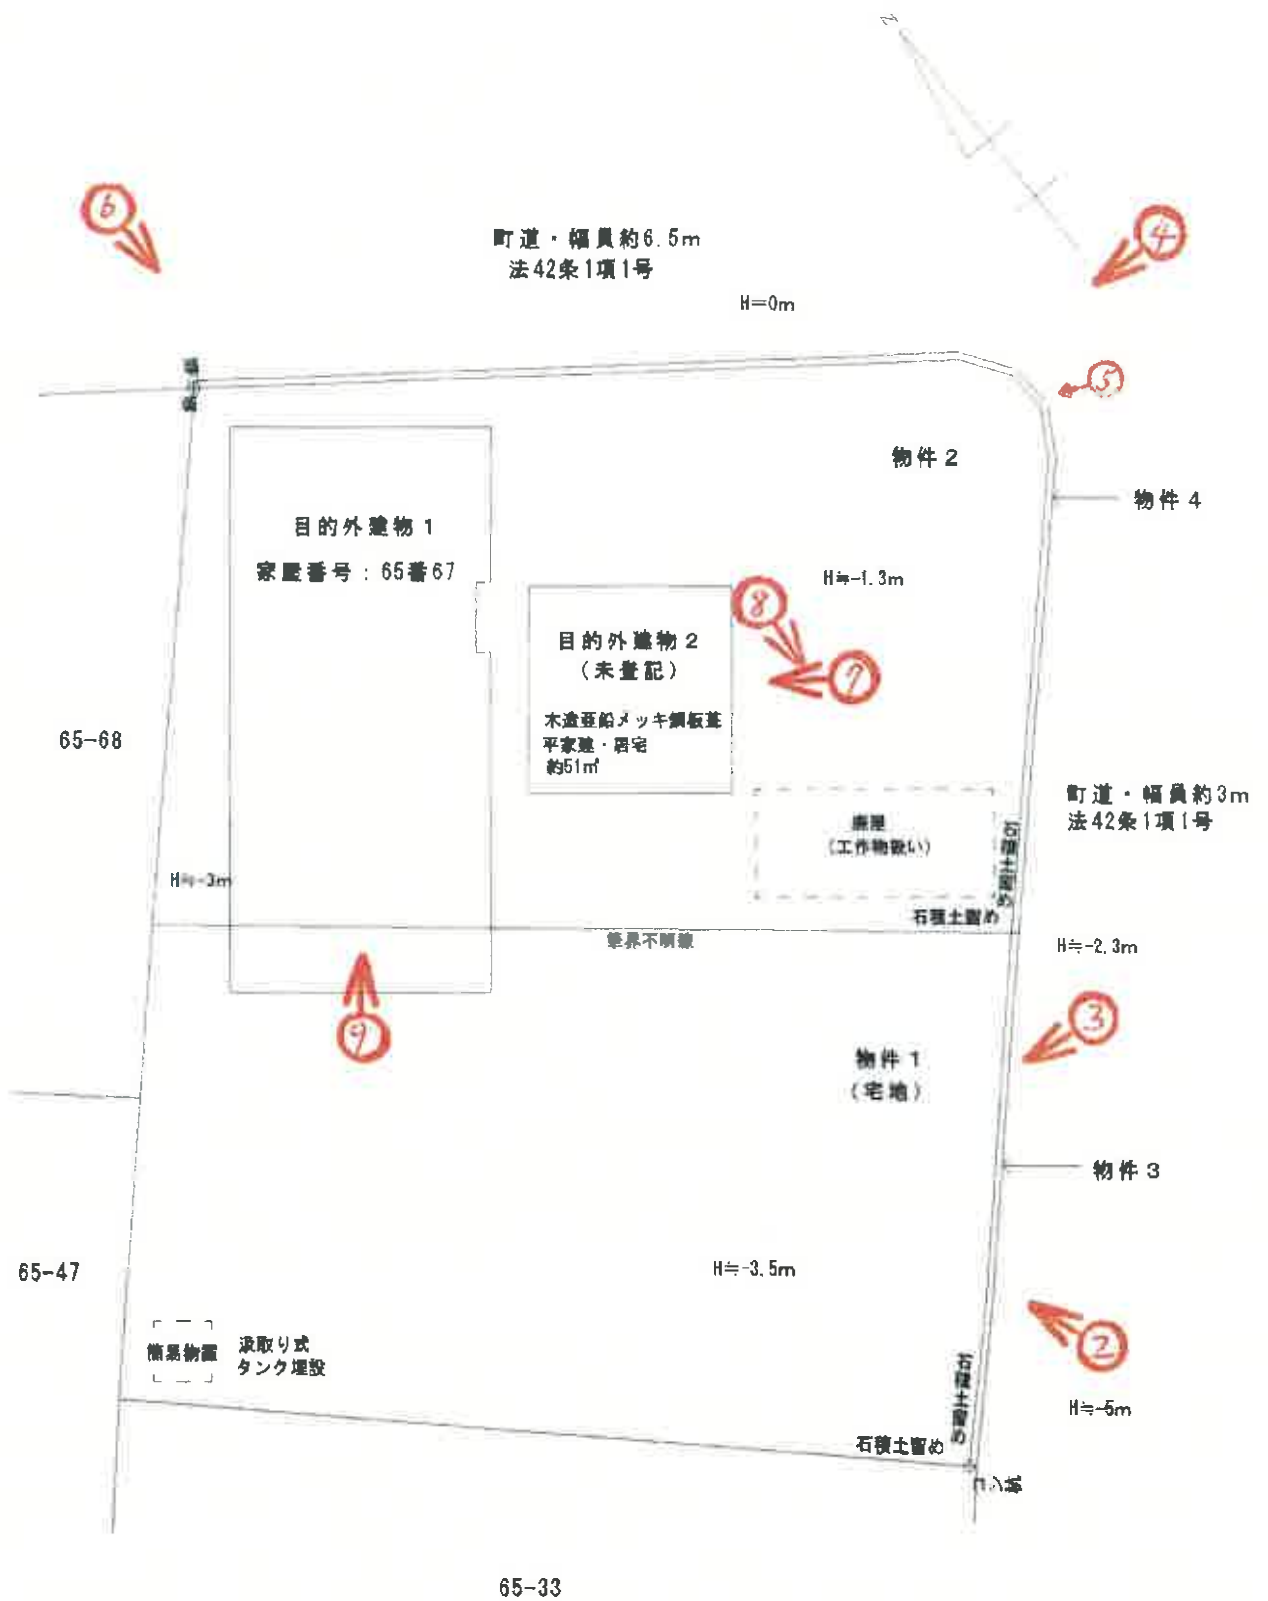 N
⑥
④
町道・幅員約6.5m
法42条1項1号
H=0m
⑤
物件2
物件4
目的外建物1
家屋番号：65番67
H≒-1.3m
⑧
⑦
目的外建物2
（未登記）
木造亜鉛メッキ鋼板葺
平家建・居宅
約51㎡
65-68
町道・幅員約3m
法42条1項1号
廃屋
（工作物扱い）
石積土留め
H≒-3m
石積土留め
筆界不明線
H≒-2.3m
③
⑨
物件1
（宅地）
物件3
65-47
H≒-3.5m
②
簡易物置
汲取り式
タンク埋設
H≒-5m
石積土留め
石積土留め
コン杭
65-33